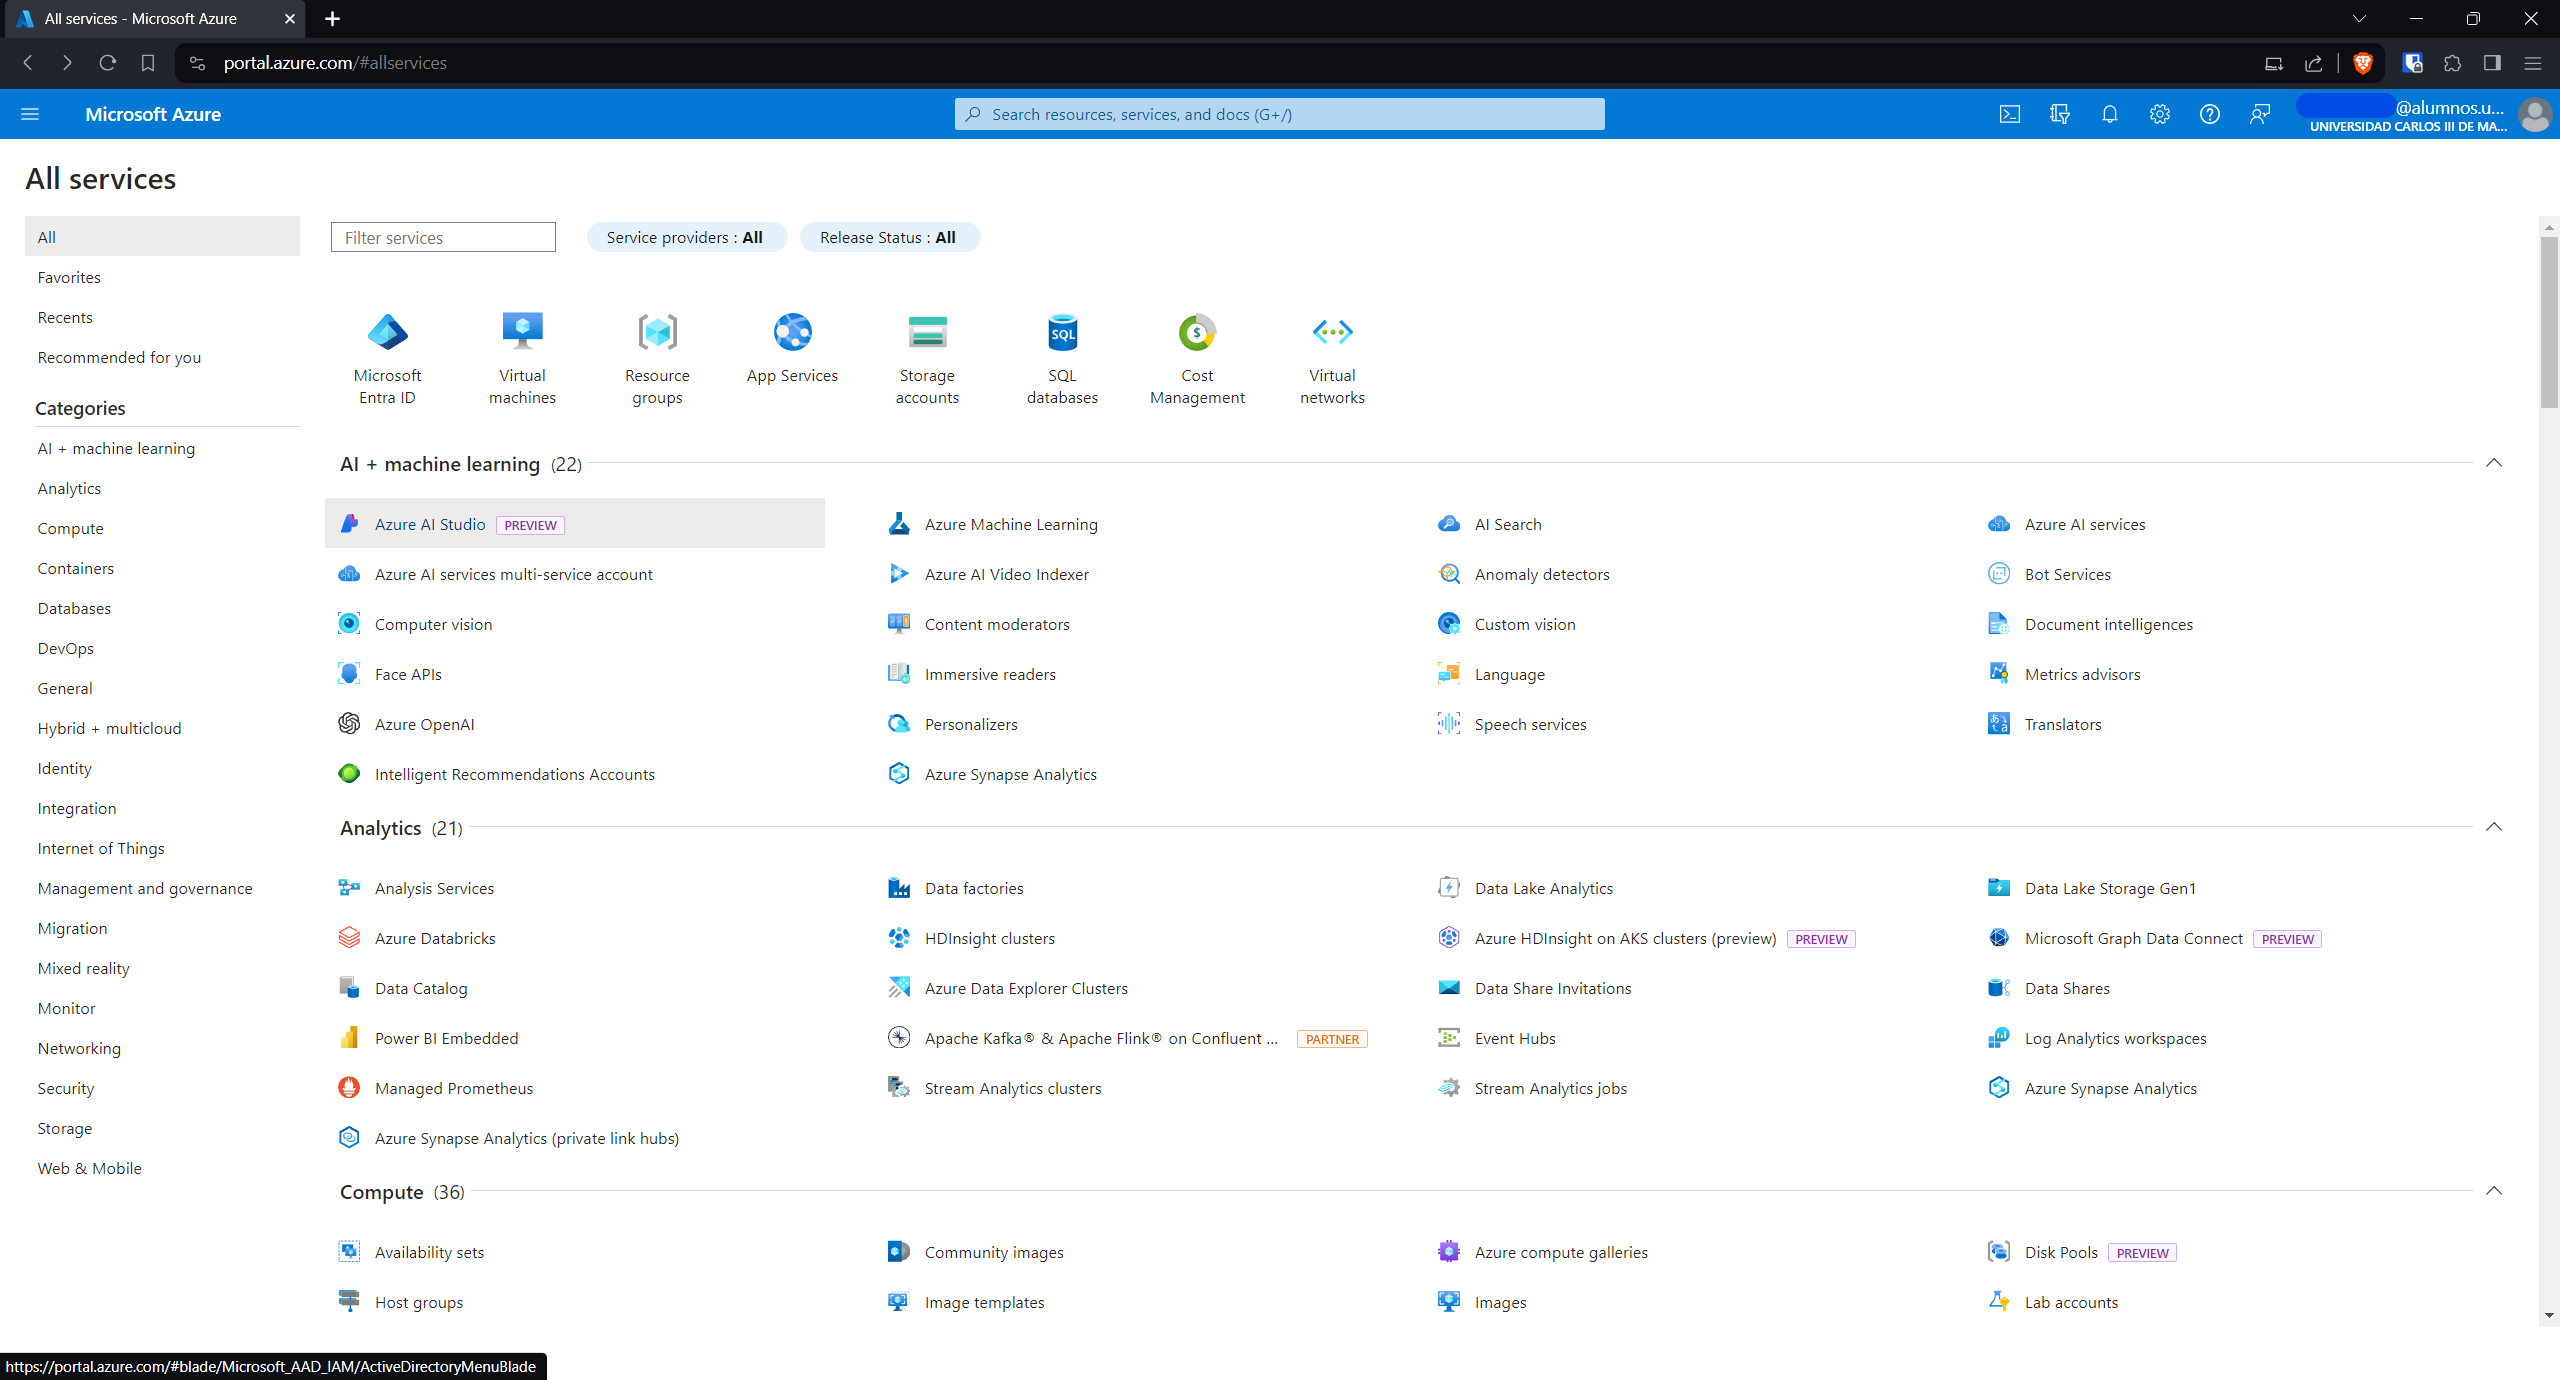 All services - Microsoft Azure
portal.azure.com/#allservices
Microsoft Azure
Search resources, services, and docs (G+/)
@alumnos.u...
UNIVERSIDAD CARLOS III DE MA...
All services
All
Favorites
Recents
Recommended for you
Categories
AI + machine learning
Analytics
Compute
Containers
Databases
DevOps
General
Hybrid + multicloud
Identity
Integration
Internet of Things
Management and governance
Migration
Mixed reality
Monitor
Networking
Security
Storage
Web & Mobile
Filter services
Service providers : All
Release Status : All
Microsoft
Entra ID
Virtual
machines
Resource
groups
App Services
Storage
accounts
SQL
SQL
databases
$
Cost
Management
Virtual
networks
AI + machine learning (22)
Azure AI Studio PREVIEW
Azure Machine Learning
AI Search
Azure AI services
Azure AI services multi-service account
Azure AI Video Indexer
Anomaly detectors
Bot Services
Computer vision
Content moderators
Custom vision
Document intelligences
Face APIs
Immersive readers
Language
Metrics advisors
Azure OpenAI
Personalizers
Speech services
Translators
Intelligent Recommendations Accounts
Azure Synapse Analytics
Analytics (21)
Analysis Services
Data factories
Data Lake Analytics
Data Lake Storage Gen1
Azure Databricks
HDInsight clusters
Azure HDInsight on AKS clusters (preview) PREVIEW
Microsoft Graph Data Connect PREVIEW
Data Catalog
Azure Data Explorer Clusters
Data Share Invitations
Data Shares
Power BI Embedded
Apache Kafka® & Apache Flink® on Confluent ... PARTNER
Event Hubs
Log Analytics workspaces
Managed Prometheus
Stream Analytics clusters
Stream Analytics jobs
Azure Synapse Analytics
Azure Synapse Analytics (private link hubs)
Compute (36)
Availability sets
Community images
Azure compute galleries
Disk Pools PREVIEW
Host groups
Image templates
Images
Lab accounts
https://portal.azure.com/#blade/Microsoft_AAD_IAM/ActiveDirectoryMenuBlade